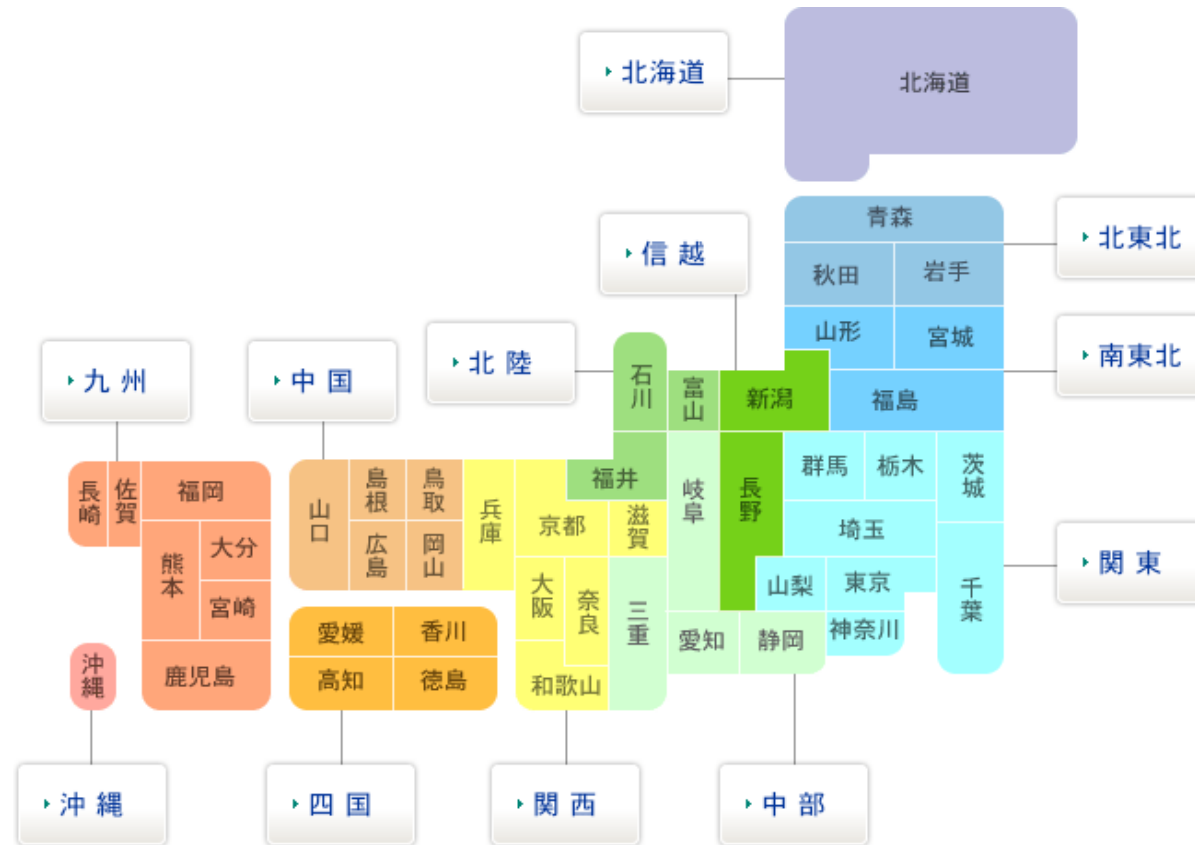 北海道
北海道
青森
北東北
信越
秋田
岩手
山形
宮城
南東北
北陸
九州
中国
石川
富山
新潟
福島
長崎
佐賀
福岡
山口
島根
鳥取
兵庫
福井
岐阜
長野
群馬
栃木
茨城
京都
滋賀
埼玉
熊本
大分
広島
岡山
関東
大阪
奈良
三重
山梨
東京
千葉
宮崎
愛媛
香川
愛知
静岡
神奈川
沖縄
鹿児島
高知
徳島
和歌山
沖縄
四国
関西
中部